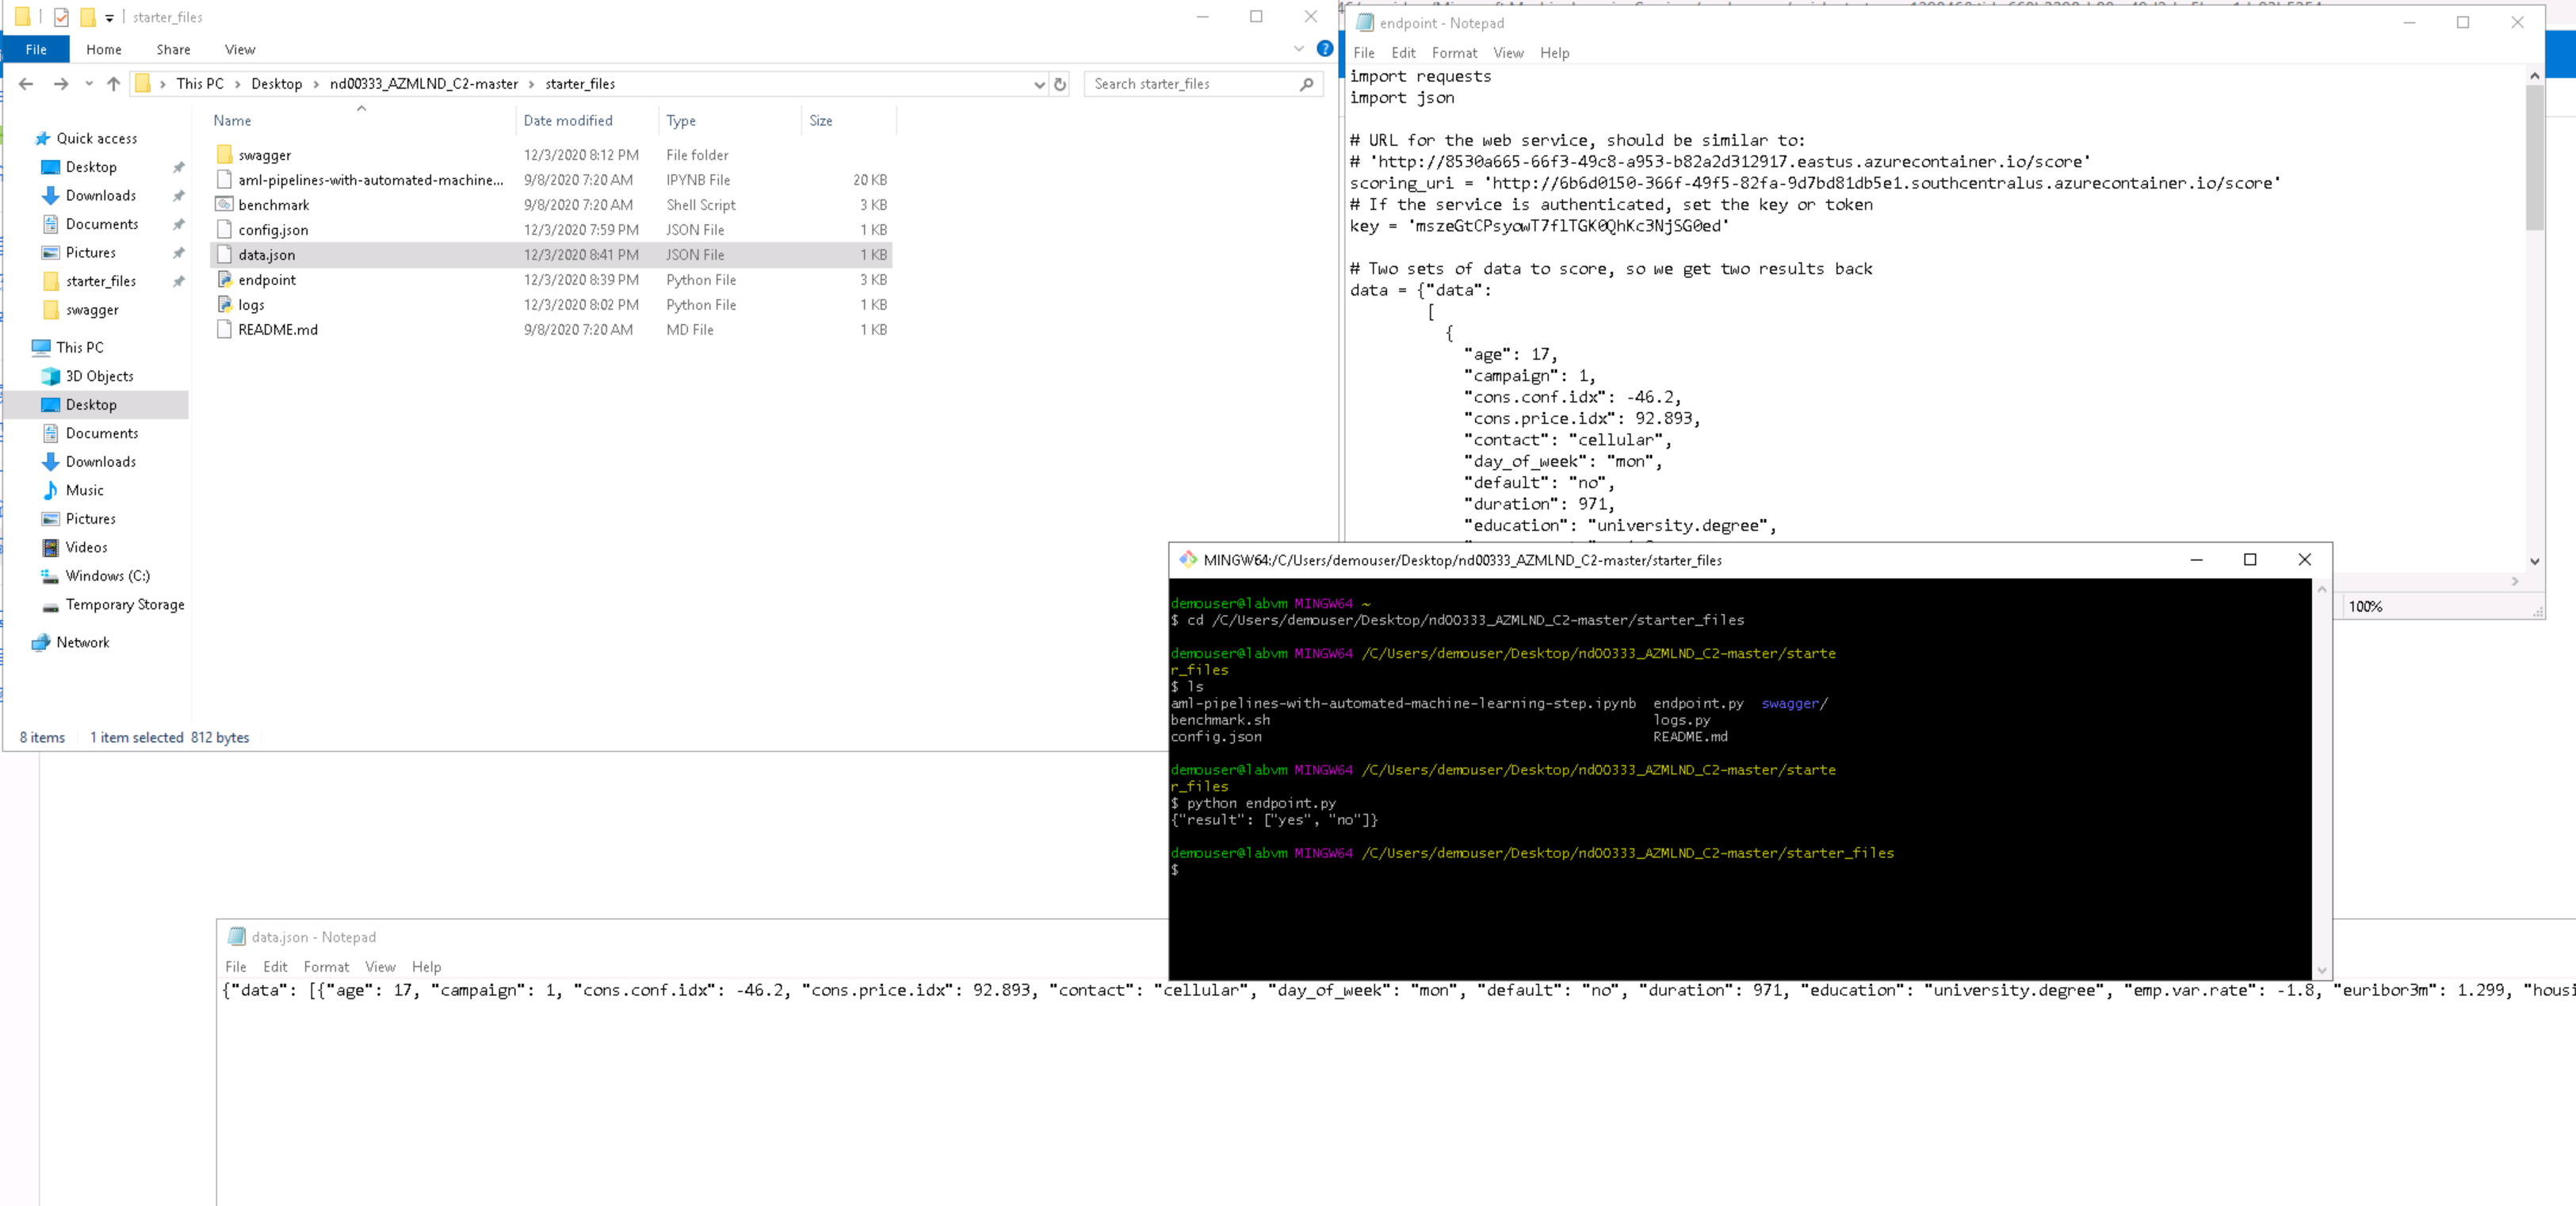 starter_files
File Home Share View
This PC > Desktop > nd00333_AZMLND_C2-master > starter_files
Search starter_files
Name Date modified Type Size
swagger 12/3/2020 8:12 PM File folder
aml-pipelines-with-automated-machine... 9/8/2020 7:20 AM IPYNB File 20 KB
benchmark 9/8/2020 7:20 AM Shell Script 3 KB
config.json 12/3/2020 7:59 PM JSON File 1 KB
data.json 12/3/2020 8:41 PM JSON File 1 KB
endpoint 12/3/2020 8:39 PM Python File 3 KB
logs 12/3/2020 8:02 PM Python File 1 KB
README.md 9/8/2020 7:20 AM MD File 1 KB
Quick access
Desktop
Downloads
Documents
Pictures
starter_files
swagger
This PC
3D Objects
Desktop
Documents
Downloads
Music
Pictures
Videos
Windows (C:)
Temporary Storage
Network
8 items 1 item selected 812 bytes
endpoint - Notepad
File Edit Format View Help
import requests
import json
# URL for the web service, should be similar to:
# 'http://8530a665-66f3-49c8-a953-b82a2d312917.eastus.azurecontainer.io/score'
scoring_uri = 'http://6b6d0150-366f-49f5-82fa-9d7bd81db5e1.southcentralus.azurecontainer.io/score'
# If the service is authenticated, set the key or token
key = 'mszeGtCPsyowT7flTGK0QhKc3NjSG0ed'
# Two sets of data to score, so we get two results back
data = {"data":
[
{
"age": 17,
"campaign": 1,
"cons.conf.idx": -46.2,
"cons.price.idx": 92.893,
"contact": "cellular",
"day_of_week": "mon",
"default": "no",
"duration": 971,
"education": "university.degree",
100%
MINGW64:/C/Users/demouser/Desktop/nd00333_AZMLND_C2-master/starter_files
demouser@labvm MINGW64 ~
$ cd /C/Users/demouser/Desktop/nd00333_AZMLND_C2-master/starter_files
demouser@labvm MINGW64 /C/Users/demouser/Desktop/nd00333_AZMLND_C2-master/starte
r_files
$ ls
aml-pipelines-with-automated-machine-learning-step.ipynb endpoint.py swagger/
benchmark.sh logs.py
config.json README.md
demouser@labvm MINGW64 /C/Users/demouser/Desktop/nd00333_AZMLND_C2-master/starte
r_files
$ python endpoint.py
{"result": ["yes", "no"]}
demouser@labvm MINGW64 /C/Users/demouser/Desktop/nd00333_AZMLND_C2-master/starter_files
$
data.json - Notepad
File Edit Format View Help
{"data": [{"age": 17, "campaign": 1, "cons.conf.idx": -46.2, "cons.price.idx": 92.893, "contact": "cellular", "day_of_week": "mon", "default": "no", "duration": 971, "education": "university.degree", "emp.var.rate": -1.8, "euribor3m": 1.299, "housi